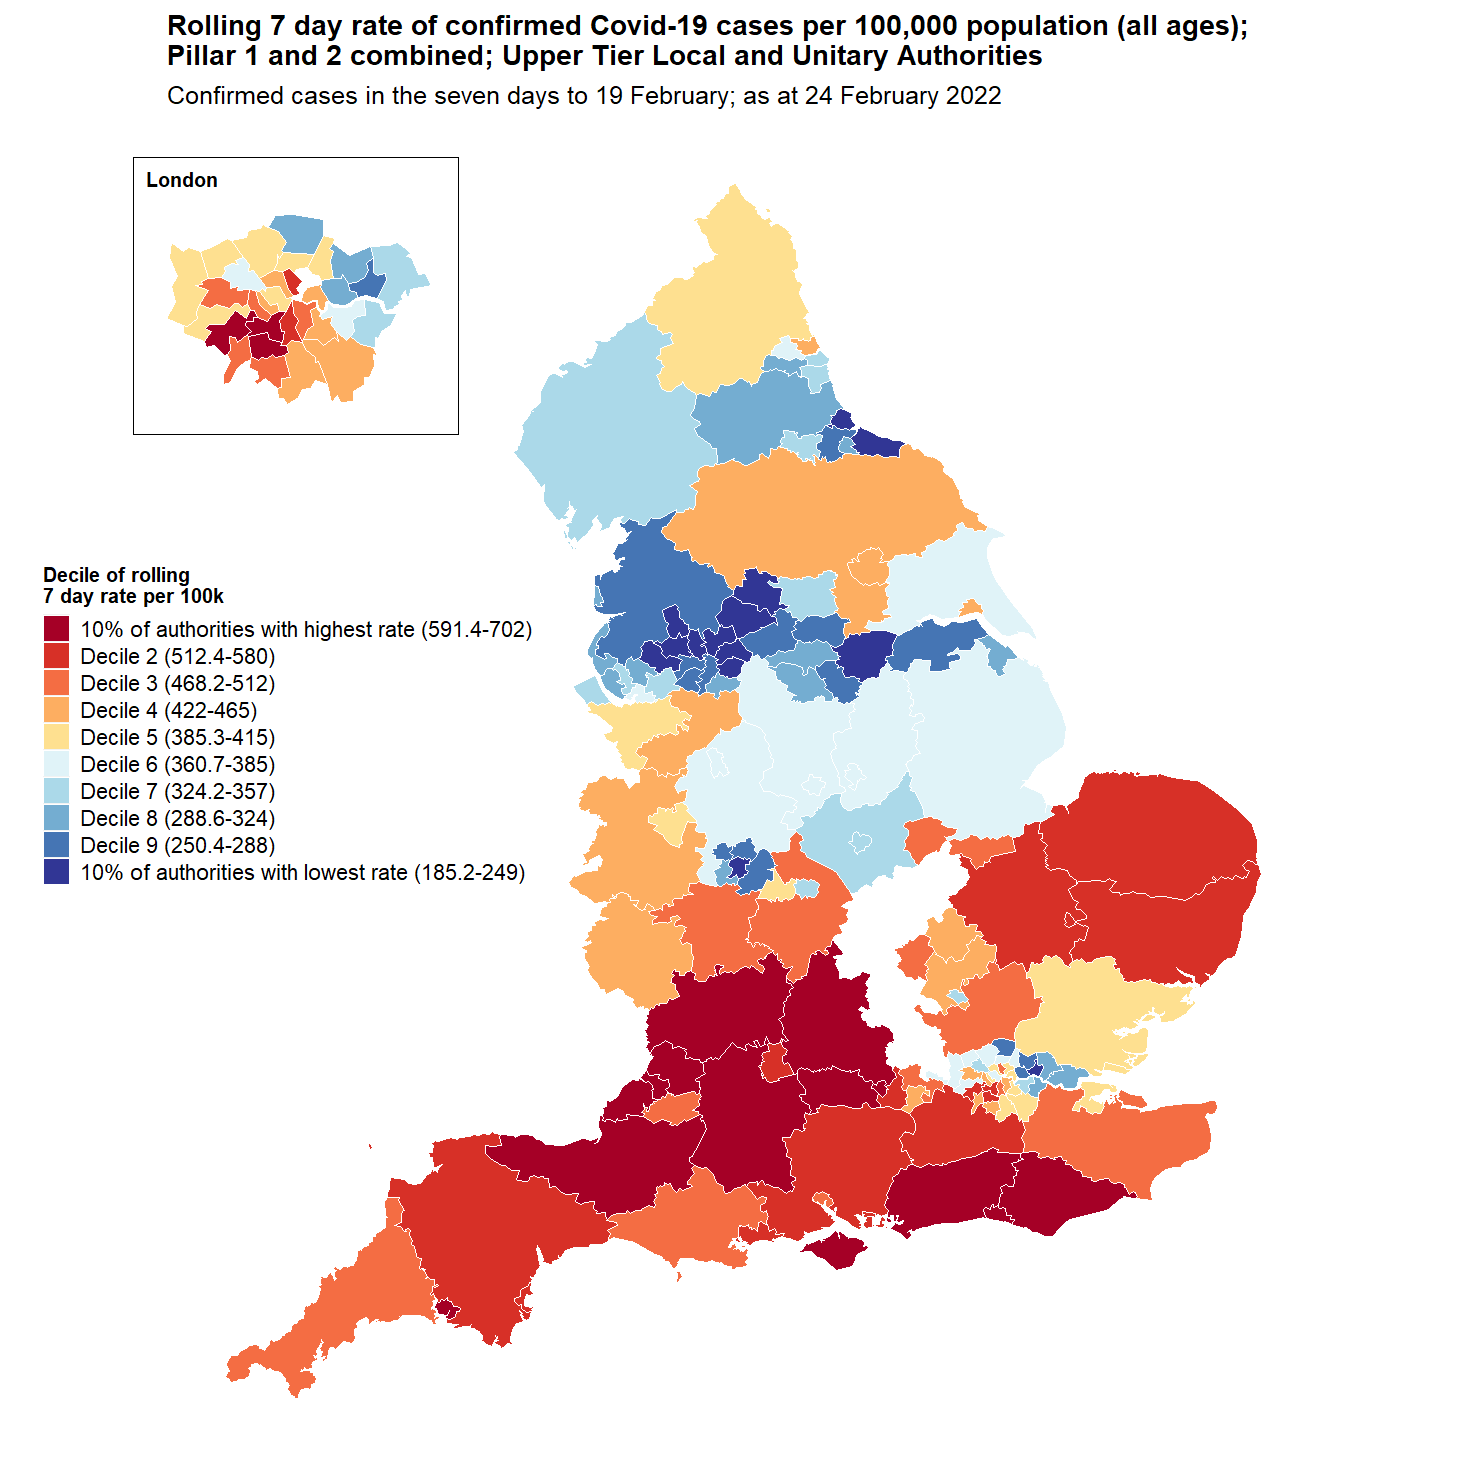 Rolling 7 day rate of confirmed Covid-19 cases per 100,000 population (all ages);
Pillar 1 and 2 combined; Upper Tier Local and Unitary Authorities
Confirmed cases in the seven days to 19 February; as at 24 February 2022
London
Decile of rolling
7 day rate per 100k
10% of authorities with highest rate (591.4-702)
Decile 2 (512.4-580)
Decile 3 (468.2-512)
Decile 4 (422-465)
Decile 5 (385.3-415)
Decile 6 (360.7-385)
Decile 7 (324.2-357)
Decile 8 (288.6-324)
Decile 9 (250.4-288)
10% of authorities with lowest rate (185.2-249)